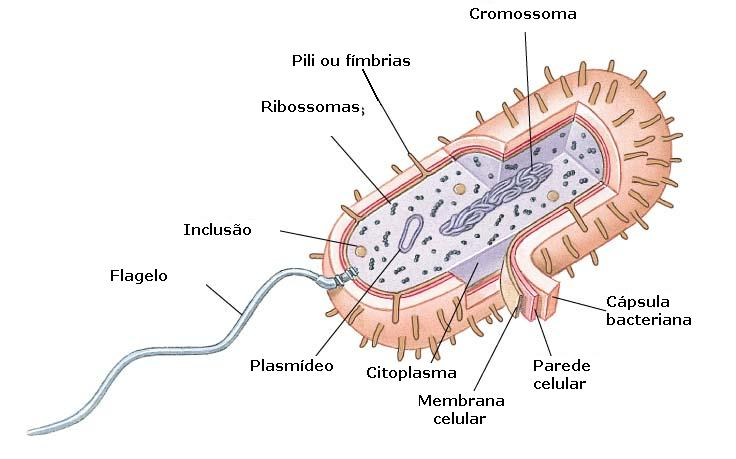 Cromossoma
Pili ou fímbrias
Ribossomas;
Inclusão
Flagelo
Cápsula
bacteriana
Plasmídeo
Citoplasma
Parede
celular
Membrana
celular